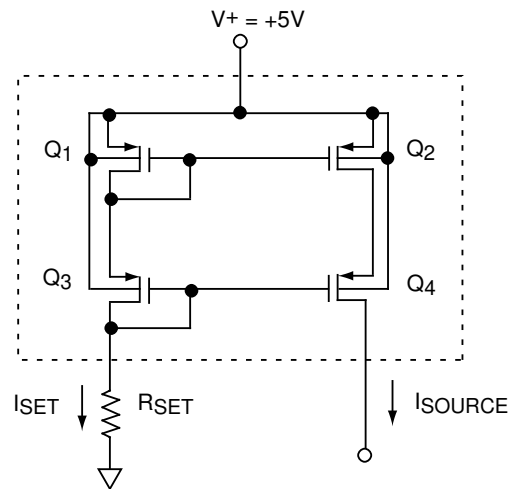 V+ = +5V
Q1
Q2
Q3
Q4
ISET
RSET
ISOURCE